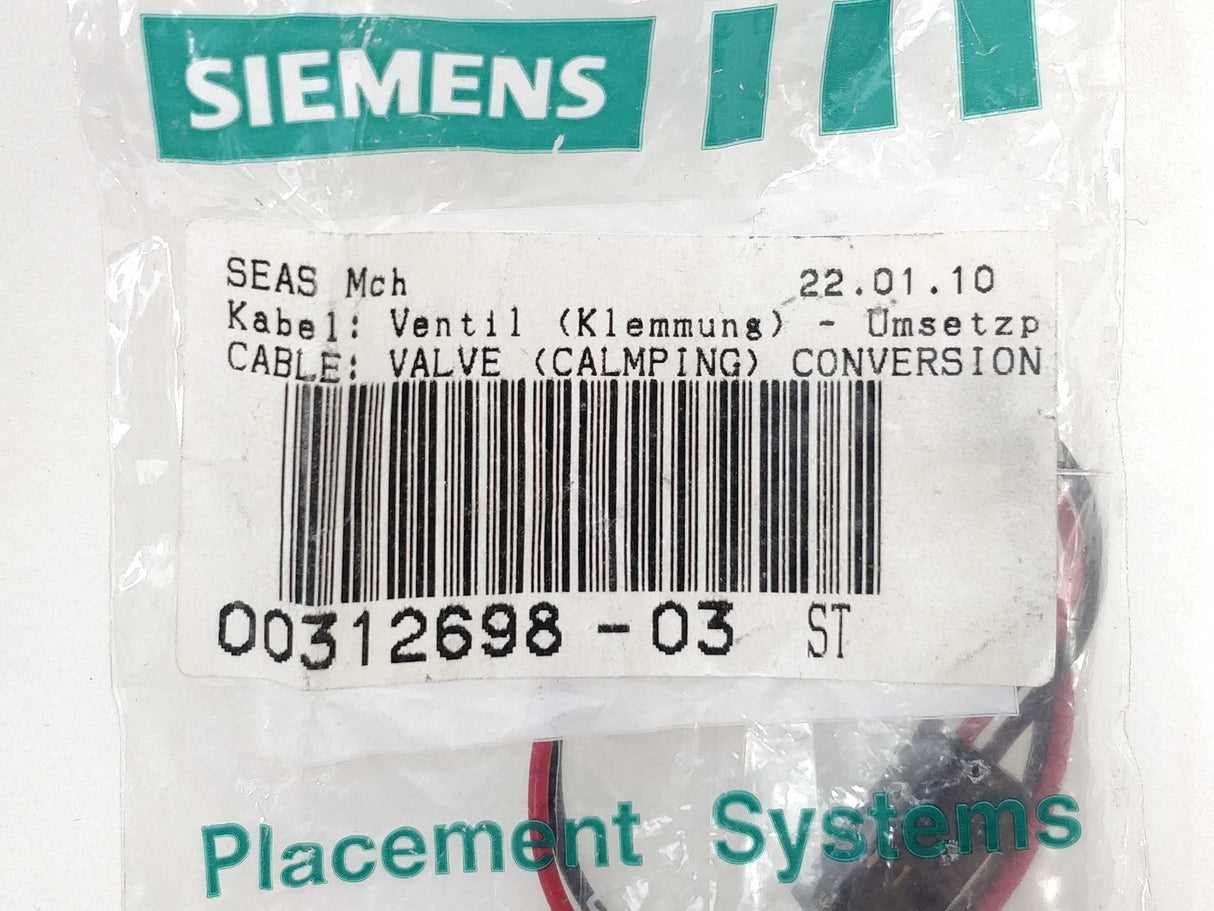 SIEMENS
SEAS Mch 22.01.10
Kabel: Ventil (Klemmung) - Umsetzp
CABLE: VALVE (CALMPING) CONVERSION
00312698-03 ST
Placement Systems